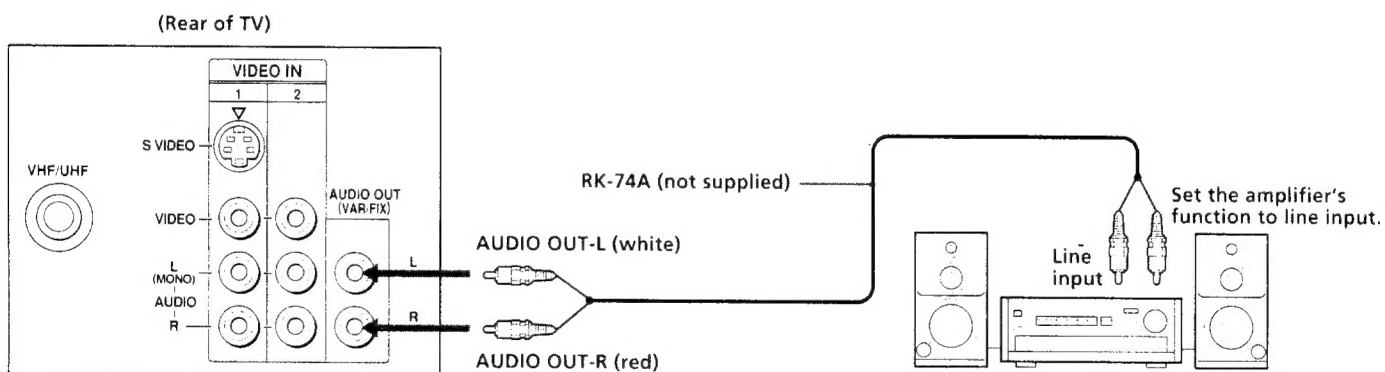 (Rear of TV)
VIDEO IN
1 2
S VIDEO
VHF/UHF
AUDIO OUT
(VAR/FIX)
VIDEO
L
(MONO)
AUDIO
R
L
R
AUDIO OUT-L (white)
AUDIO OUT-R (red)
RK-74A (not supplied)
Set the amplifier's
function to line input.
Line
input